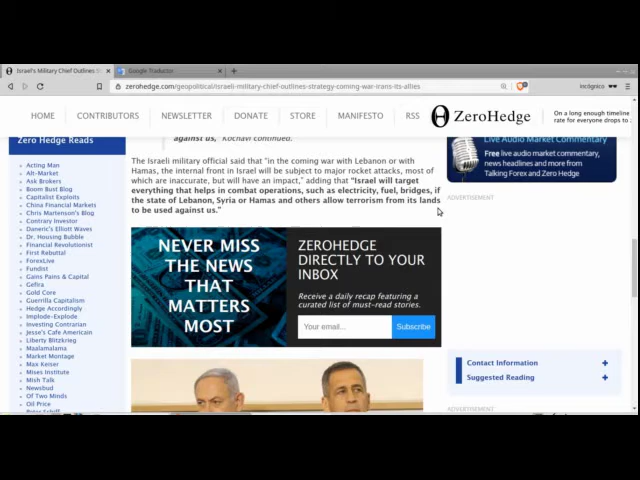 Israel's Military Chief Outlines
Google Traductor
zerohedge.com/geopolitical/israeli-military-chief-outlines-strategy-coming-war-irans-its-allies
Incógnico
HOME
CONTRIBUTORS
NEWSLETTER
DONATE
STORE
MANIFESTO
RSS
ZeroHedge
On a long enough timeline
rate for everyone drops to
Zero Hedge Reads
Acting Man
Alt-Market
Ask Brokers
Boom Bust Blog
Capitalist Exploits
China Financial Markets
Chris Martenson's Blog
Contrary Investor
Daneric's Elliott Waves
Dr. Housing Bubble
Financial Revolutionist
First Rebuttal
ForexLive
Fundist
Gains Pains & Capital
Gefira
Gold Core
Guerrilla Capitalism
Hedge Accordingly
Implode-Explode
Investing Contrarian
Jesse's Cafe Americain
Liberty Blitzkrieg
Maalamalama
Market Montage
Max Keiser
Mises Institute
Mish Talk
Newsbud
Of Two Minds
Oil Price
Peter Schiff
against us," Kochavi continued.
The Israeli military official said that "in the coming war with Lebanon or with
Hamas, the internal front in Israel will be subject to major rocket attacks, most of
which are inaccurate, but will have an impact," adding that "Israel will target
everything that helps in combat operations, such as electricity, fuel, bridges, if
the state of Lebanon, Syria or Hamas and others allow terrorism from its lands
to be used against us."
NEVER MISS
THE NEWS
THAT
MATTERS
MOST
ZEROHEDGE
DIRECTLY TO YOUR
INBOX
Receive a daily recap featuring a
curated list of must-read stories.
Your email...
Subscribe
Live Audio Market Commentary
Free live audio market commentary,
news headlines and more from
Talking Forex and Zero Hedge
ADVERTISEMENT
Contact Information +
Suggested Reading +
ADVERTISEMENT